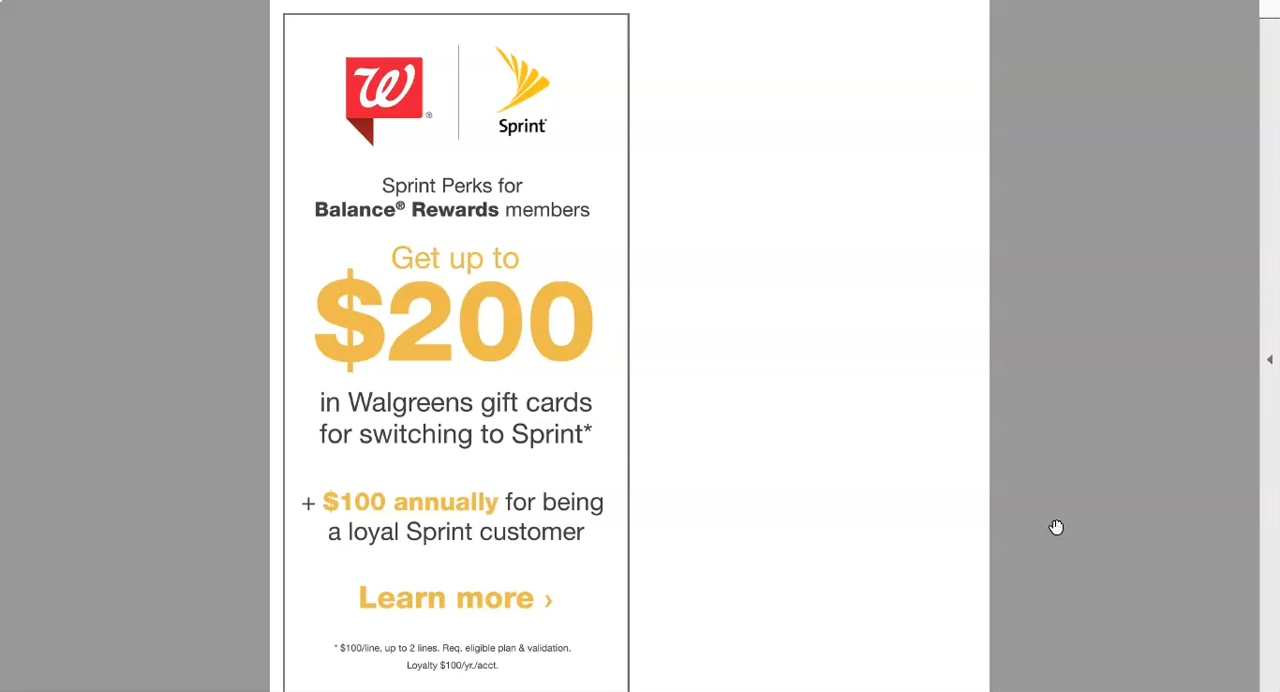 W®
Sprint
Sprint Perks for
Balance® Rewards members
Get up to
$200
in Walgreens gift cards
for switching to Sprint*
+ $100 annually for being
a loyal Sprint customer
Learn more ›
* $100/line, up to 2 lines. Req. eligible plan & validation.
Loyalty $100/yr./acct.